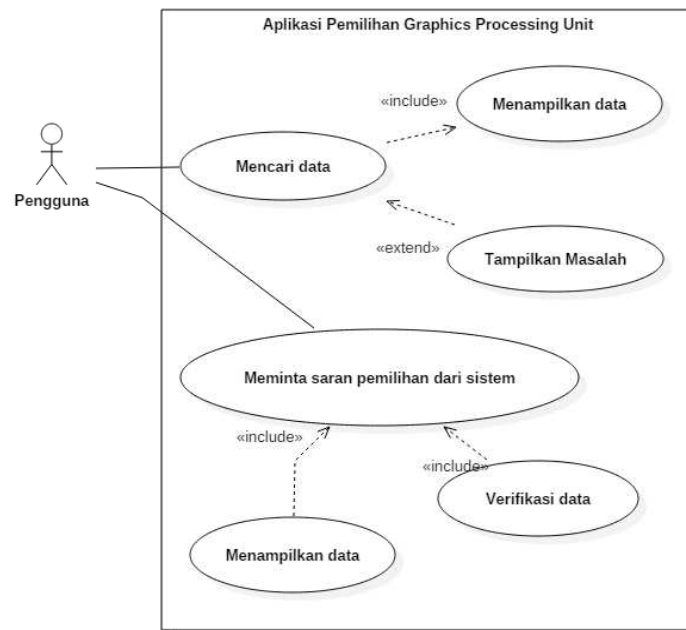 Aplikasi Pemilihan Graphics Processing Unit
«include»
Menampilkan data
Mencari data
Pengguna
«extend»
Tampilkan Masalah
Meminta saran pemilihan dari sistem
«include»
«include»
Verifikasi data
Menampilkan data